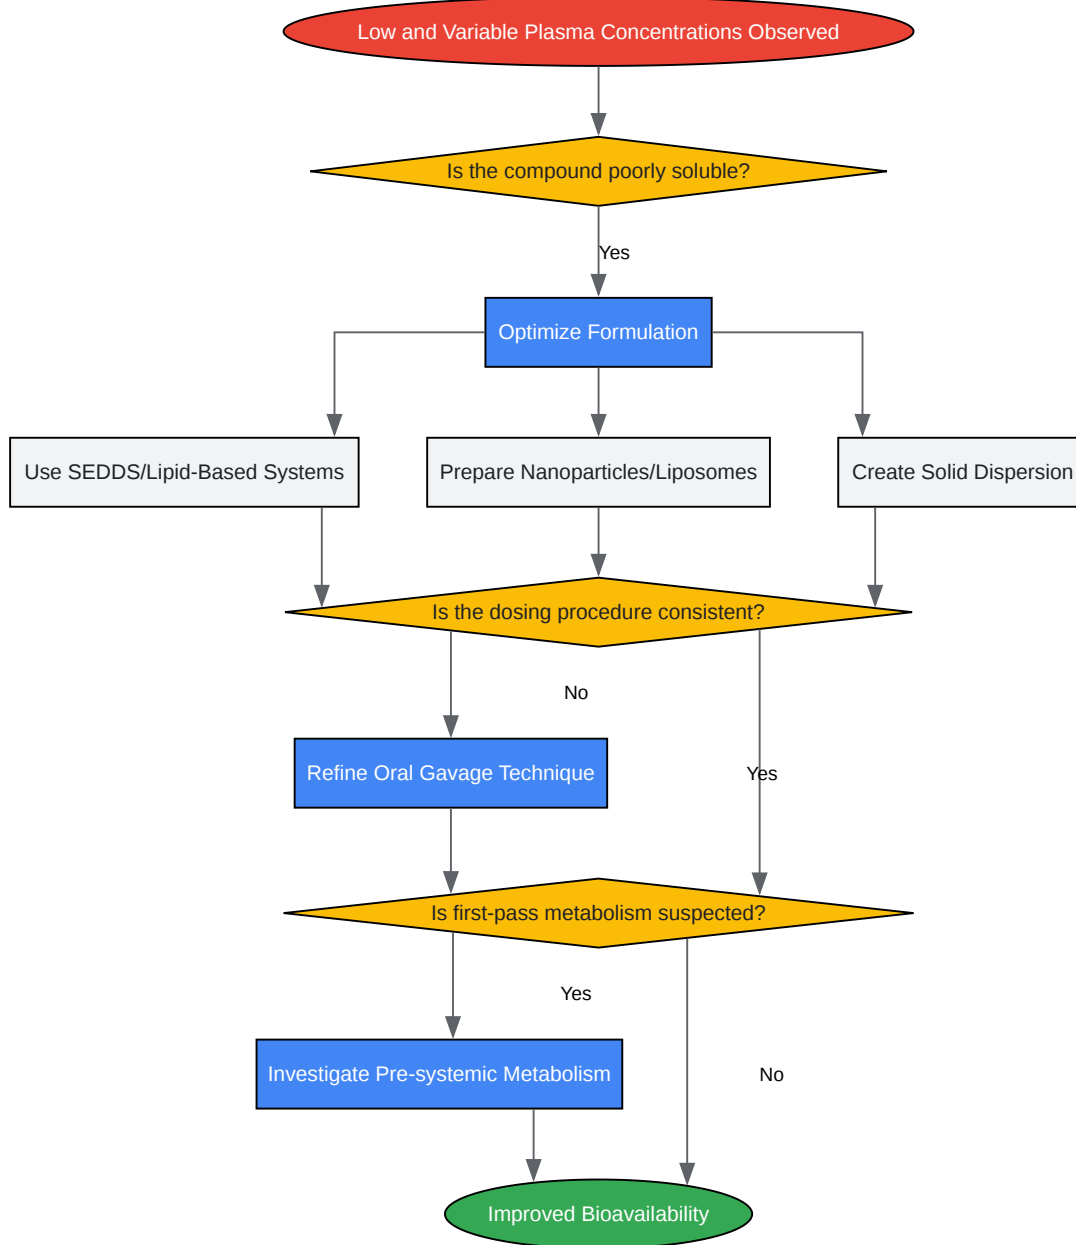 Low and Variable Plasma Concentrations Observed
Is the compound poorly soluble?
Yes
Optimize Formulation
Use SEDDS/Lipid-Based Systems
Prepare Nanoparticles/Liposomes
Create Solid Dispersion
Is the dosing procedure consistent?
No
Refine Oral Gavage Technique
Yes
Is first-pass metabolism suspected?
Yes
Investigate Pre-systemic Metabolism
No
Improved Bioavailability